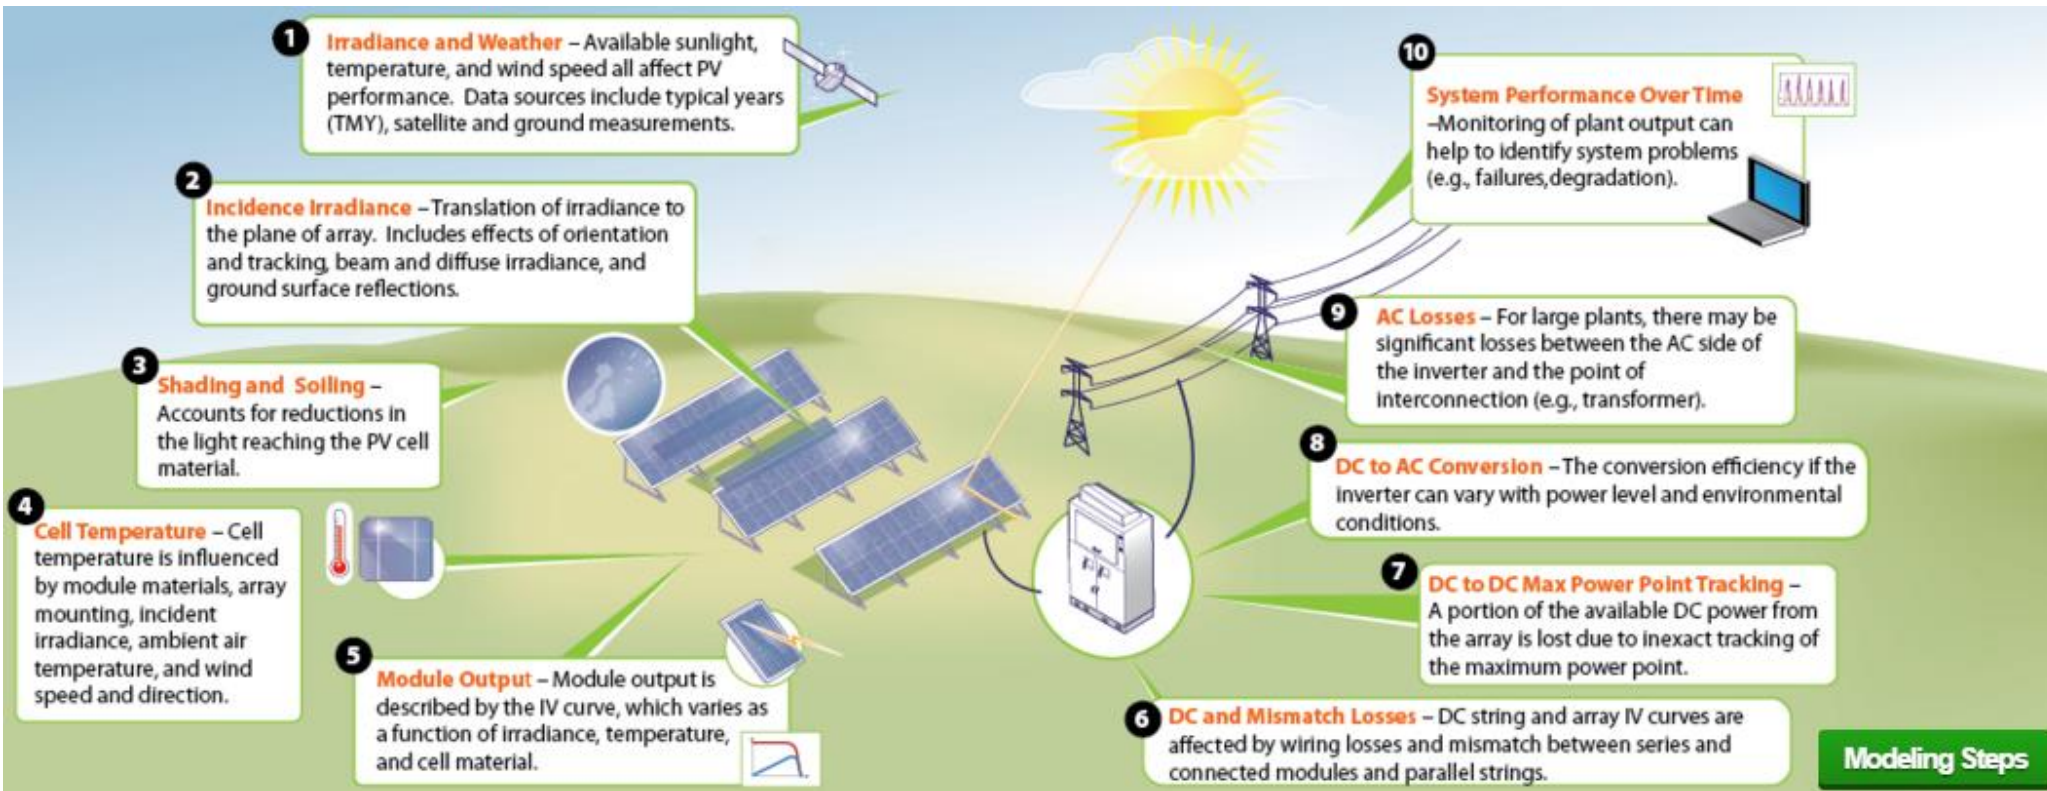 1
Irradiance and Weather – Available sunlight,
temperature, and wind speed all affect PV
performance. Data sources include typical years
(TMY), satellite and ground measurements.
2
Incidence Irradiance – Translation of irradiance to
the plane of array. Includes effects of orientation
and tracking, beam and diffuse irradiance, and
ground surface reflections.
3
Shading and Soiling –
Accounts for reductions in
the light reaching the PV cell
material.
4
Cell Temperature – Cell
temperature is influenced
by module materials, array
mounting, incident
irradiance, ambient air
temperature, and wind
speed and direction.
5
Module Output – Module output is
described by the IV curve, which varies as
a function of irradiance, temperature,
and cell material.
6
DC and Mismatch Losses – DC string and array IV curves are
affected by wiring losses and mismatch between series and
connected modules and parallel strings.
7
DC to DC Max Power Point Tracking –
A portion of the available DC power from
the array is lost due to inexact tracking of
the maximum power point.
8
DC to AC Conversion – The conversion efficiency if the
inverter can vary with power level and environmental
conditions.
9
AC Losses – For large plants, there may be
significant losses between the AC side of
the inverter and the point of
interconnection (e.g., transformer).
10
System Performance Over Time
–Monitoring of plant output can
help to identify system problems
(e.g., failures,degradation).
Modeling Steps